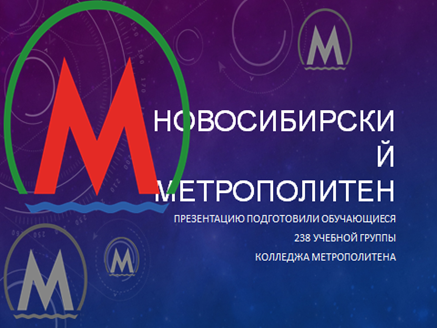 НОВОСИБИРСКИ
Й
МЕТРОПОЛИТЕН
ПРЕЗЕНТАЦИЮ ПОДГОТОВИЛИ ОБУЧАЮЩИЕСЯ
238 УЧЕБНОЙ ГРУППЫ
КОЛЛЕДЖА МЕТРОПОЛИТЕНА